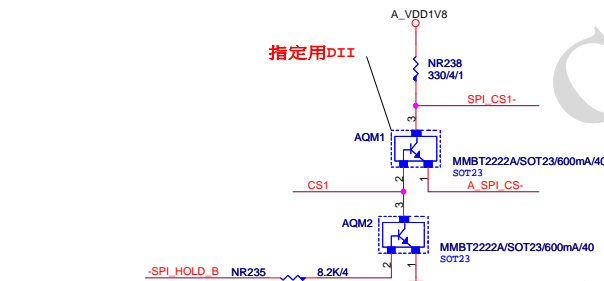 A_VDD1V8
指定用DII
NR238
330/4/1
SPI_CS1-
3
AQM1
MMBT2222A/SOT23/600mA/40
SOT23
2
1
CS1
A_SPI_CS-
3
AQM2
MMBT2222A/SOT23/600mA/40
SOT23
2
1
-SPI_HOLD_B NR235 8.2K/4